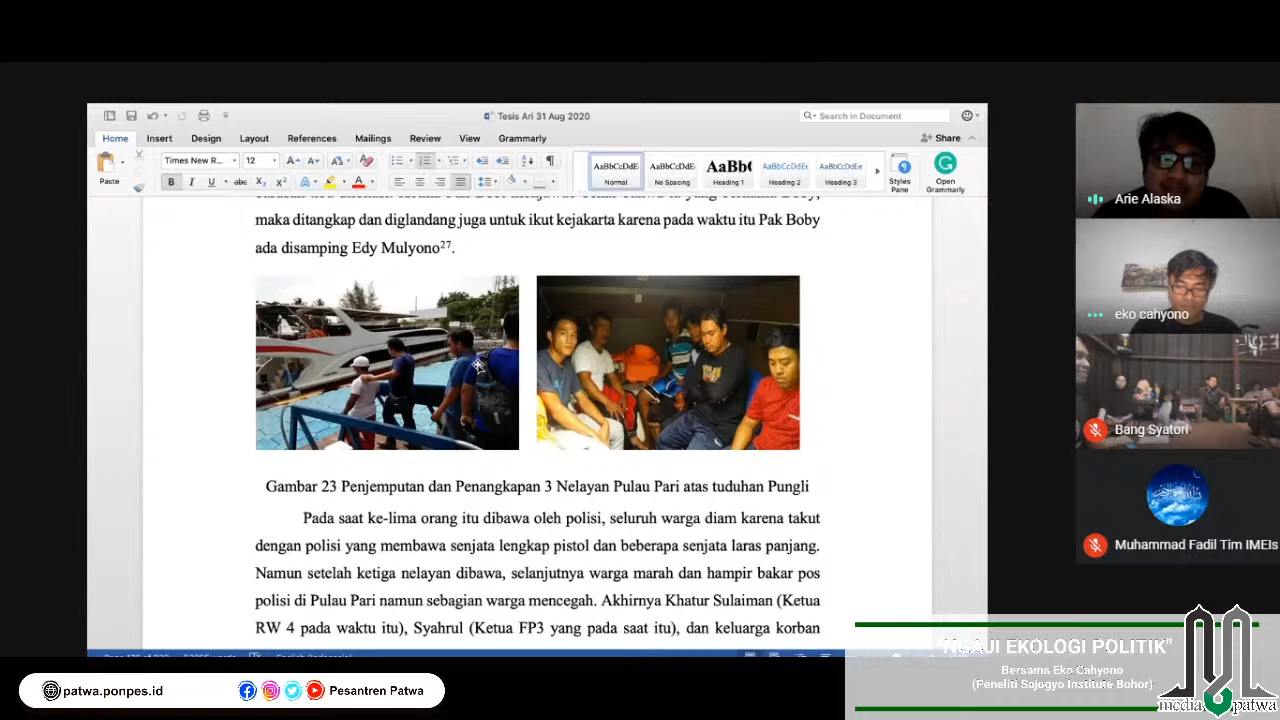 Tesis Ari 31 Aug 2020
Search in Document
Home Insert Design Layout References Mailings Review View Grammarly
Share
Times New R... 12
Paste
AaBbCcDdE AaBbCcDdE AaBbC AaBbCcDdEe AaBbCcDdEe
Normal No Spacing Heading 1 Heading 2 Heading 3
Styles Pane
Open Grammarly
maka ditangkap dan diglandang juga untuk ikut kejakarta karena pada waktu itu Pak Boby
ada disamping Edy Mulyono27.
Gambar 23 Penjemputan dan Penangkapan 3 Nelayan Pulau Pari atas tuduhan Pungli
Pada saat ke-lima orang itu dibawa oleh polisi, seluruh warga diam karena takut
dengan polisi yang membawa senjata lengkap pistol dan beberapa senjata laras panjang.
Namun setelah ketiga nelayan dibawa, selanjutnya warga marah dan hampir bakar pos
polisi di Pulau Pari namun sebagian warga mencegah. Akhirnya Khatur Sulaiman (Ketua
RW 4 pada waktu itu), Syahrul (Ketua FP3 yang pada saat itu), dan keluarga korban
Arie Alaska
eko cahyono
Bang Syatori
Muhammad Fadil Tim IMEIs
NGAJI EKOLOGI POLITIK"
Bersama Eko Cahyono
(Peneliti Sajogyo Institute Bohor)
media patwa
patwa.ponpes.id
Pesantren Patwa